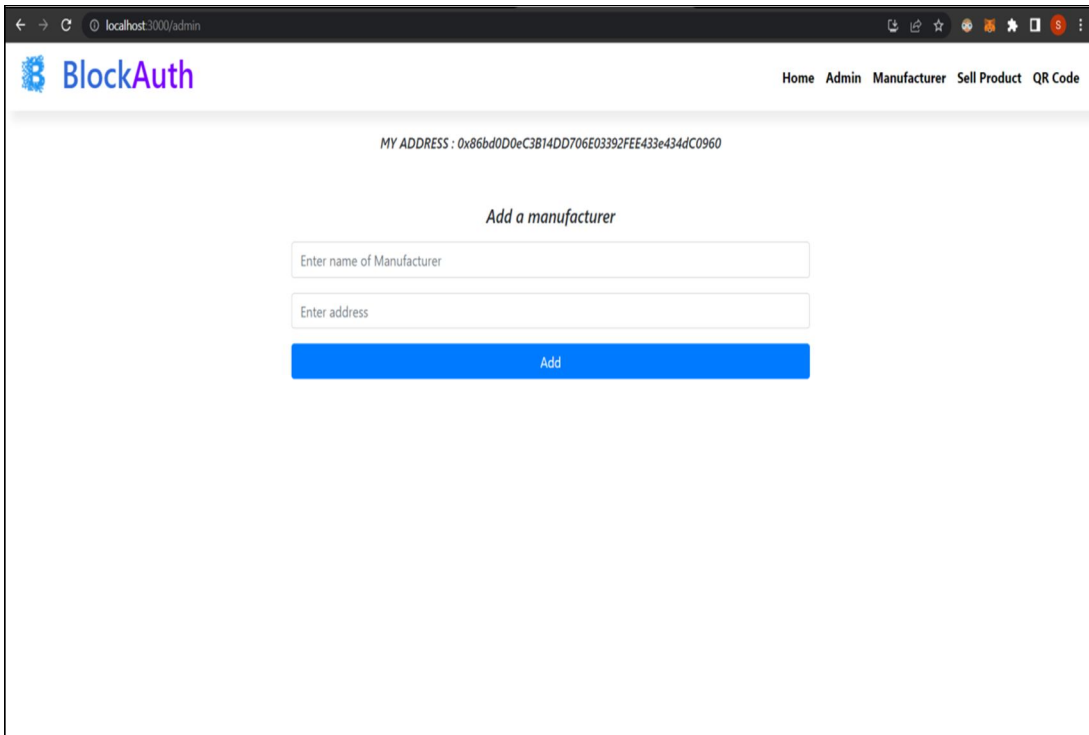 localhost:3000/admin
S
BlockAuth
Home Admin Manufacturer Sell Product QR Code
MY ADDRESS : 0x86bd0D0eC3B14DD706E03392FEE433e434dC0960
Add a manufacturer
Enter name of Manufacturer
Enter address
Add